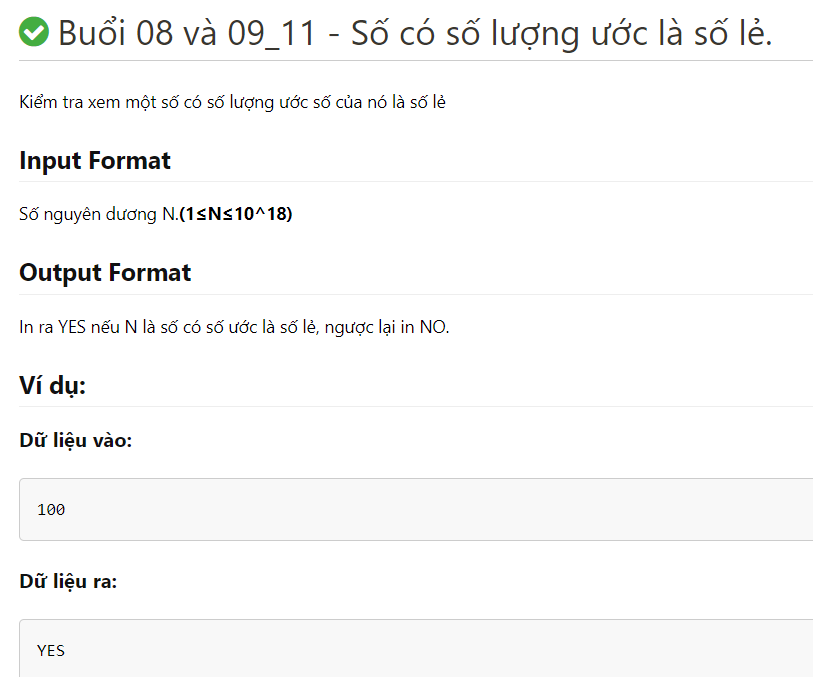 Buổi 08 và 09_11 - Số có số lượng ước là số lẻ.
Kiểm tra xem một số có số lượng ước số của nó là số lẻ
Input Format
Số nguyên dương N.(1≤N≤10^18)
Output Format
In ra YES nếu N là số có số ước là số lẻ, ngược lại in NO.
Ví dụ:
Dữ liệu vào:
100
Dữ liệu ra:
YES